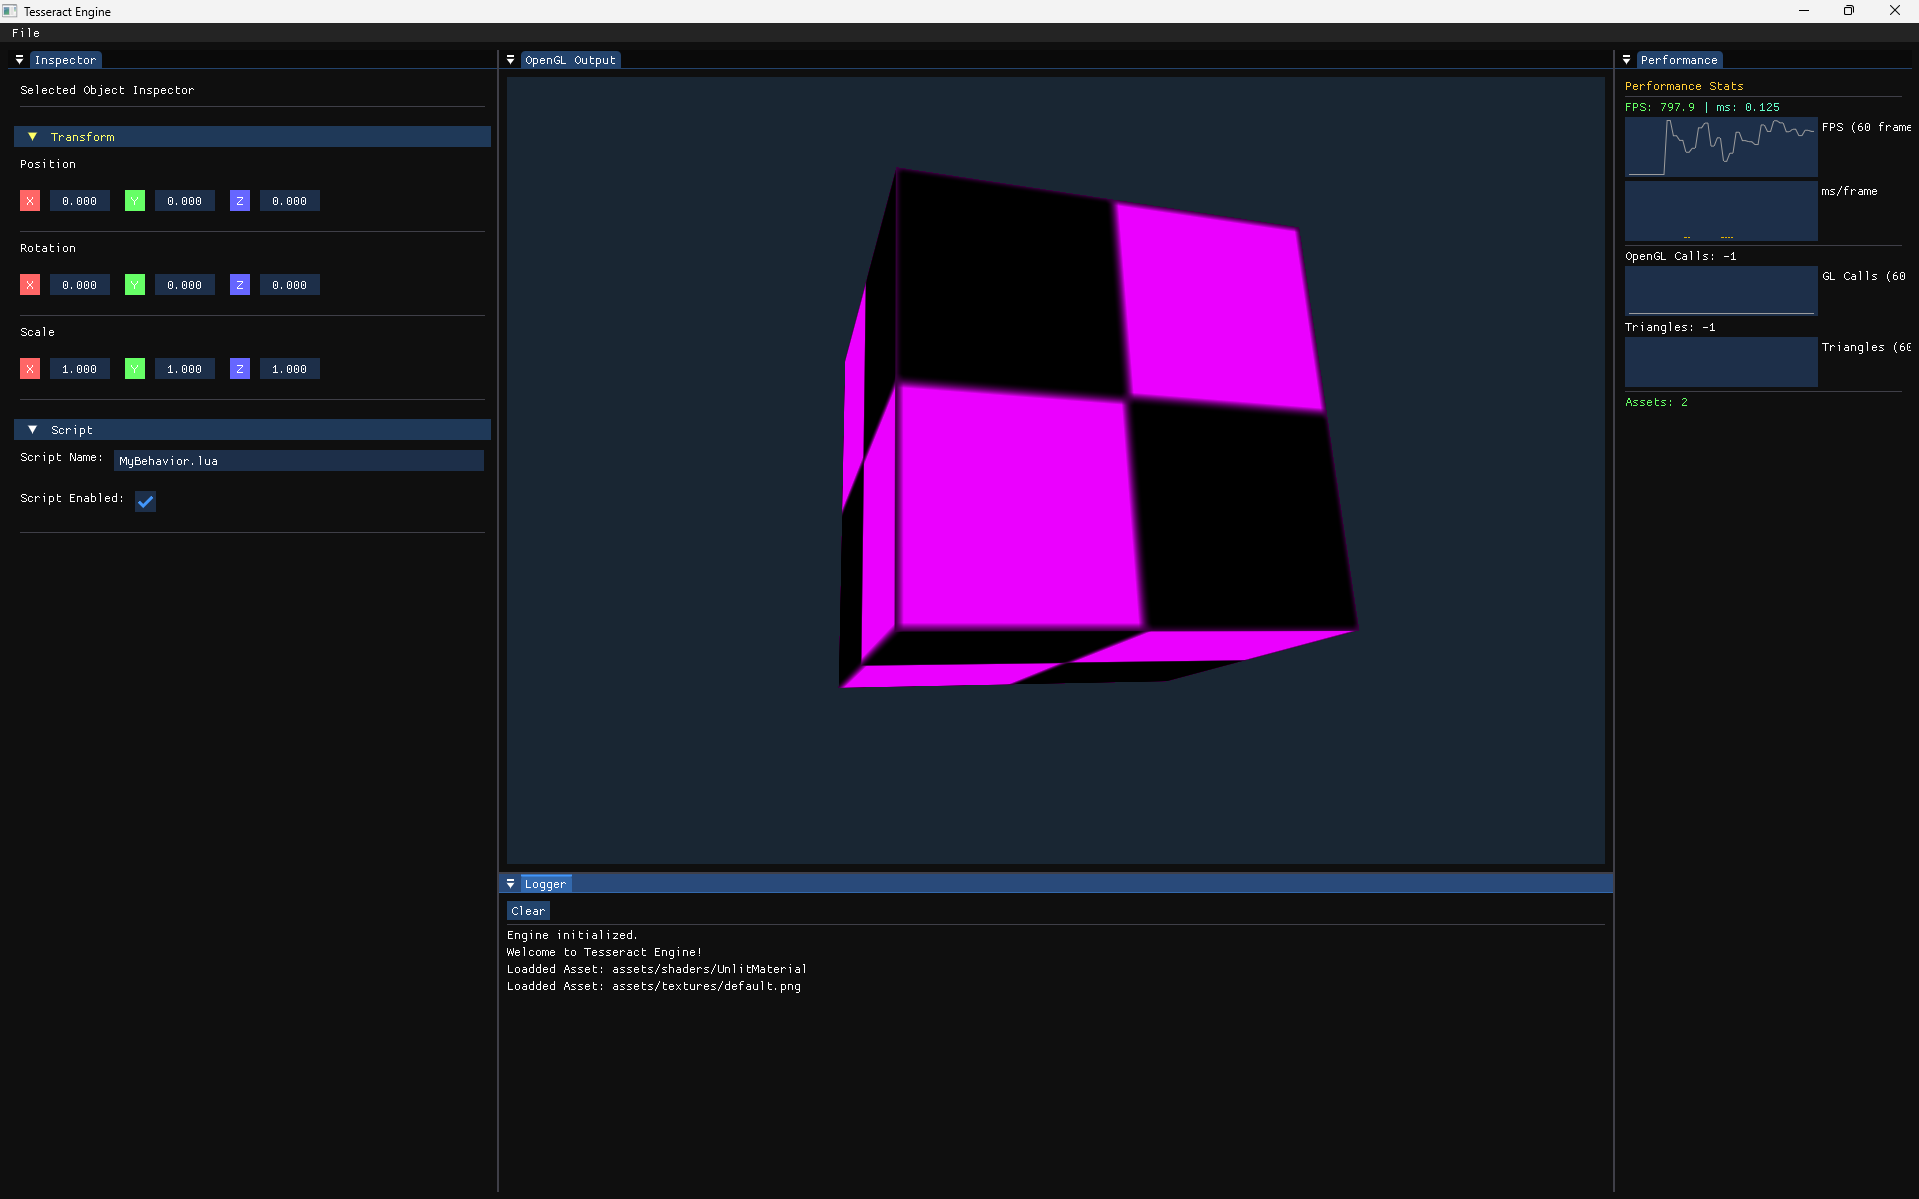 Tesseract Engine
File
Inspector
Selected Object Inspector
Transform
Position
X 0.000 Y 0.000 Z 0.000
Rotation
X 0.000 Y 0.000 Z 0.000
Scale
X 1.000 Y 1.000 Z 1.000
Script
Script Name: MyBehavior.lua
Script Enabled:
OpenGL Output
Logger
Clear
Engine initialized.
Welcome to Tesseract Engine!
Loadded Asset: assets/shaders/UnlitMaterial
Loadded Asset: assets/textures/default.png
Performance
Performance Stats
FPS: 797.9 | ms: 0.125
FPS (60 frame
ms/frame
OpenGL Calls: -1
GL Calls (60
Triangles: -1
Triangles (60
Assets: 2